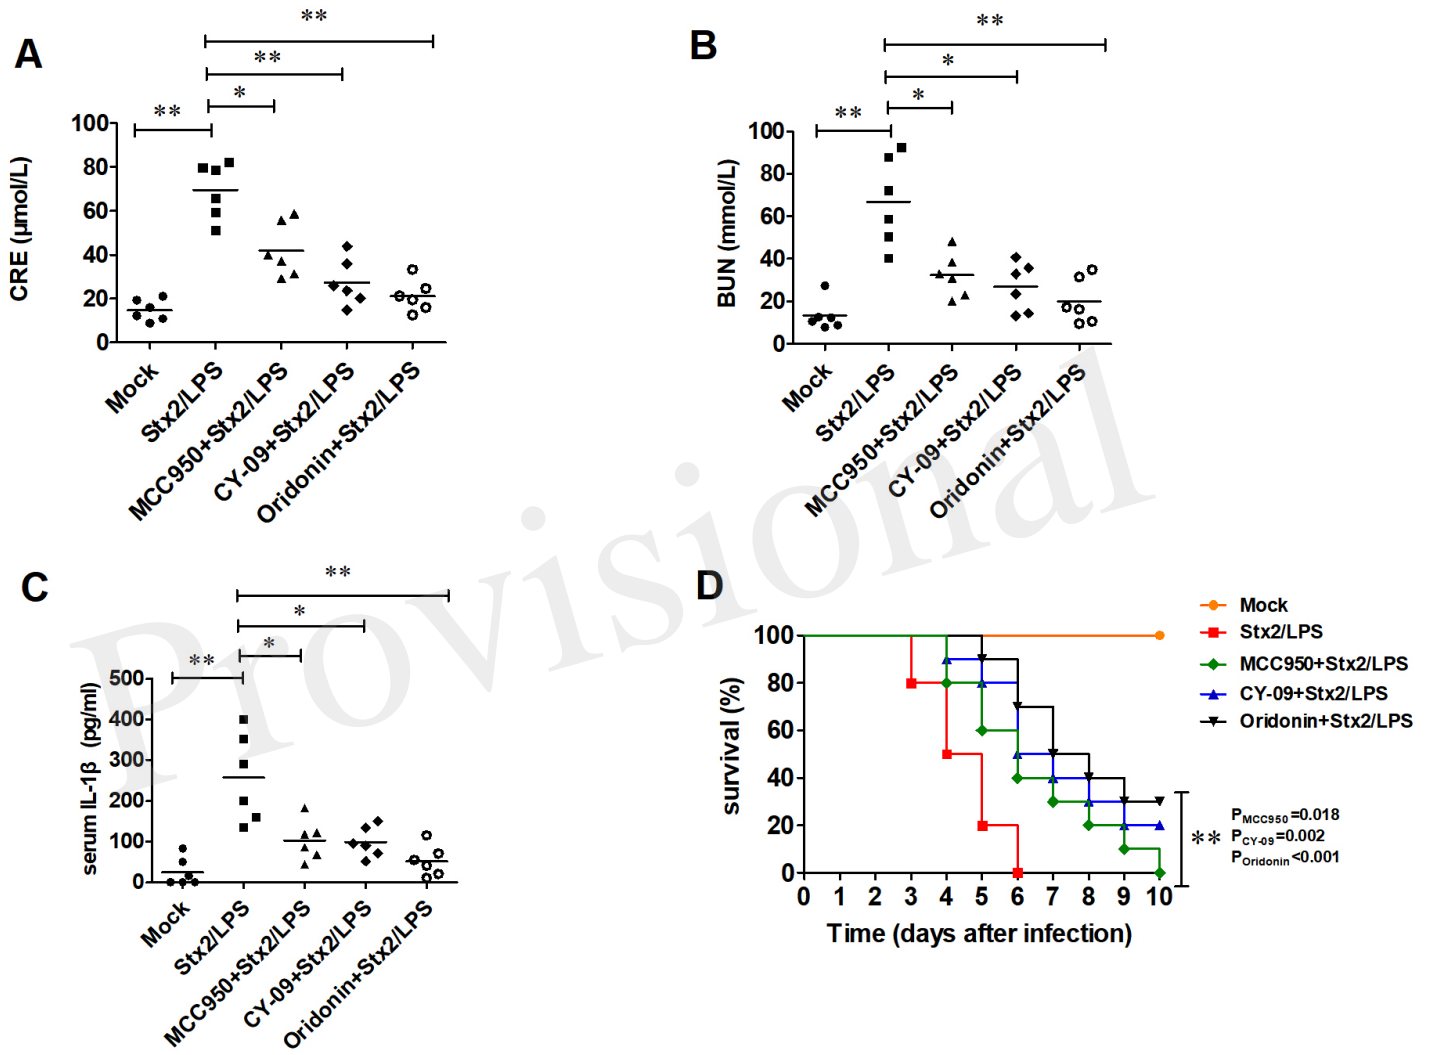 A
**
**
*
**
CRE (µmol/L)
100
80
60
40
20
0
Mock
Stx2/LPS
MCC950+Stx2/LPS
CY-09+Stx2/LPS
Oridonin+Stx2/LPS
B
**
*
*
**
BUN (mmol/L)
100
80
60
40
20
0
Mock
Stx2/LPS
MCC950+Stx2/LPS
CY-09+Stx2/LPS
Oridonin+Stx2/LPS
Provisional
C
**
*
*
**
serum IL-1β (pg/ml)
500
400
300
200
100
0
Mock
Stx2/LPS
MCC950+Stx2/LPS
CY-09+Stx2/LPS
Oridonin+Stx2/LPS
D
survival (%)
100
80
60
40
20
0
0 1 2 3 4 5 6 7 8 9 10
Time (days after infection)
Mock
Stx2/LPS
MCC950+Stx2/LPS
CY-09+Stx2/LPS
Oridonin+Stx2/LPS
**
PMCC950=0.018
PCY-09=0.002
POridonin<0.001